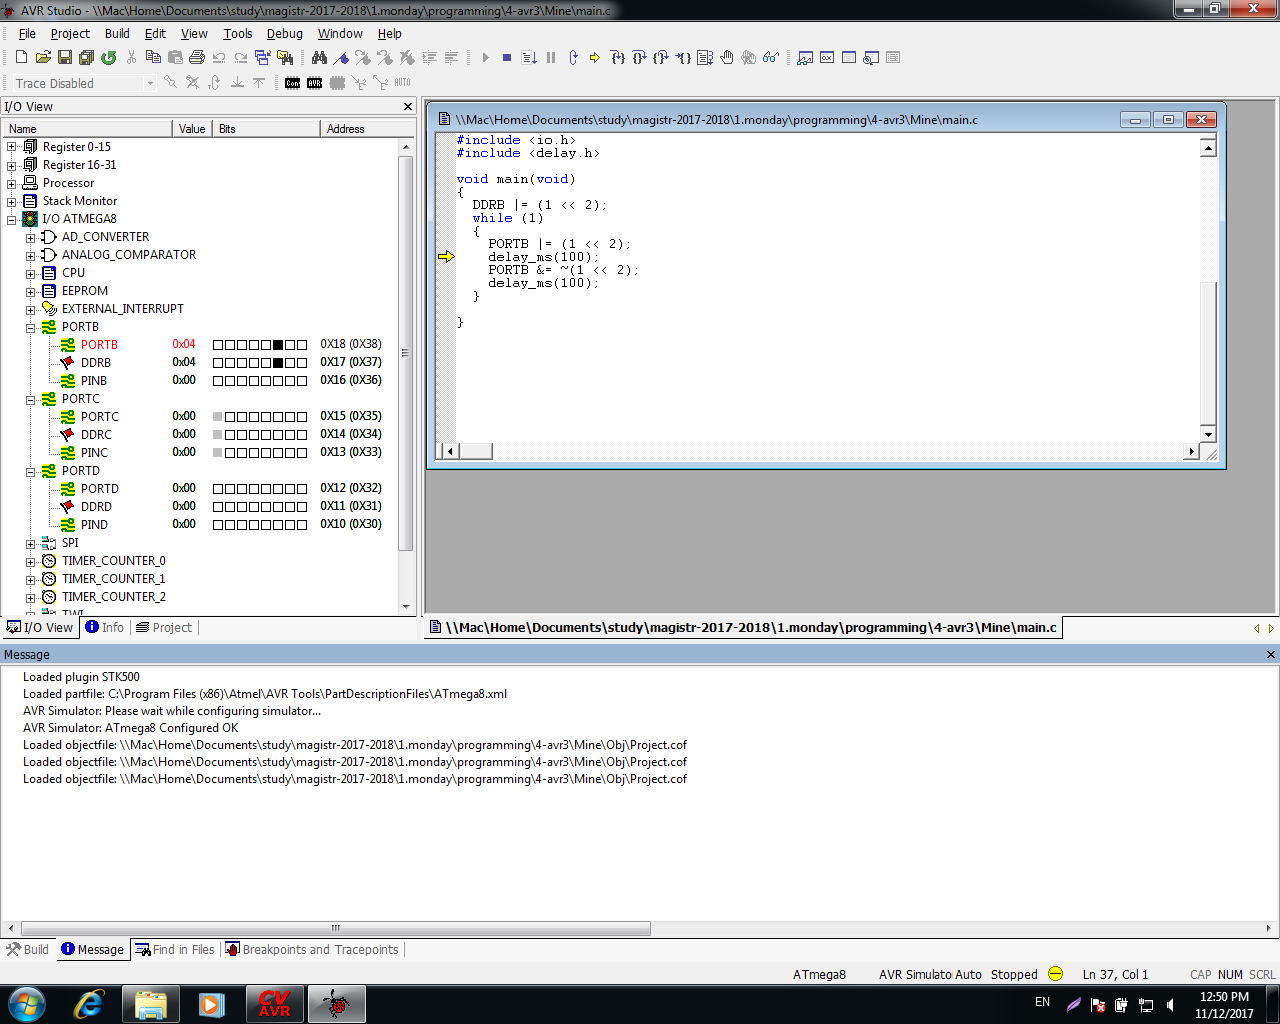 AVR Studio - \\Mac\Home\Documents\study\magistr-2017-2018\1.monday\programming\4-avr3\Mine\main.c
File Project Build Edit View Tools Debug Window Help
Trace Disabled
Con AVR AUTO
I/O View
Name Value Bits Address
Register 0-15
Register 16-31
Processor
Stack Monitor
I/O ATMEGA8
AD_CONVERTER
ANALOG_COMPARATOR
CPU
EEPROM
EXTERNAL_INTERRUPT
PORTB
PORTB 0x04 0X18 (0X38)
DDRB 0x04 0X17 (0X37)
PINB 0x00 0X16 (0X36)
PORTC
PORTC 0x00 0X15 (0X35)
DDRC 0x00 0X14 (0X34)
PINC 0x00 0X13 (0X33)
PORTD
PORTD 0x00 0X12 (0X32)
DDRD 0x00 0X11 (0X31)
PIND 0x00 0X10 (0X30)
SPI
TIMER_COUNTER_0
TIMER_COUNTER_1
TIMER_COUNTER_2
TWI
I/O View Info Project
\\Mac\Home\Documents\study\magistr-2017-2018\1.monday\programming\4-avr3\Mine\main.c
#include <io.h>
#include <delay.h>
void main(void)
{
DDRB |= (1 << 2);
while (1)
{
PORTB |= (1 << 2);
delay_ms(100);
PORTB &= ~(1 << 2);
delay_ms(100);
}
}
\\Mac\Home\Documents\study\magistr-2017-2018\1.monday\programming\4-avr3\Mine\main.c
Message
Loaded plugin STK500
Loaded partfile: C:\Program Files (x86)\Atmel\AVR Tools\PartDescriptionFiles\ATmega8.xml
AVR Simulator: Please wait while configuring simulator...
AVR Simulator: ATmega8 Configured OK
Loaded objectfile: \\Mac\Home\Documents\study\magistr-2017-2018\1.monday\programming\4-avr3\Mine\Obj\Project.cof
Loaded objectfile: \\Mac\Home\Documents\study\magistr-2017-2018\1.monday\programming\4-avr3\Mine\Obj\Project.cof
Loaded objectfile: \\Mac\Home\Documents\study\magistr-2017-2018\1.monday\programming\4-avr3\Mine\Obj\Project.cof
Build Message Find in Files Breakpoints and Tracepoints
ATmega8 AVR Simulato Auto Stopped Ln 37, Col 1 CAP NUM SCRL
CV AVR
EN
12:50 PM
11/12/2017